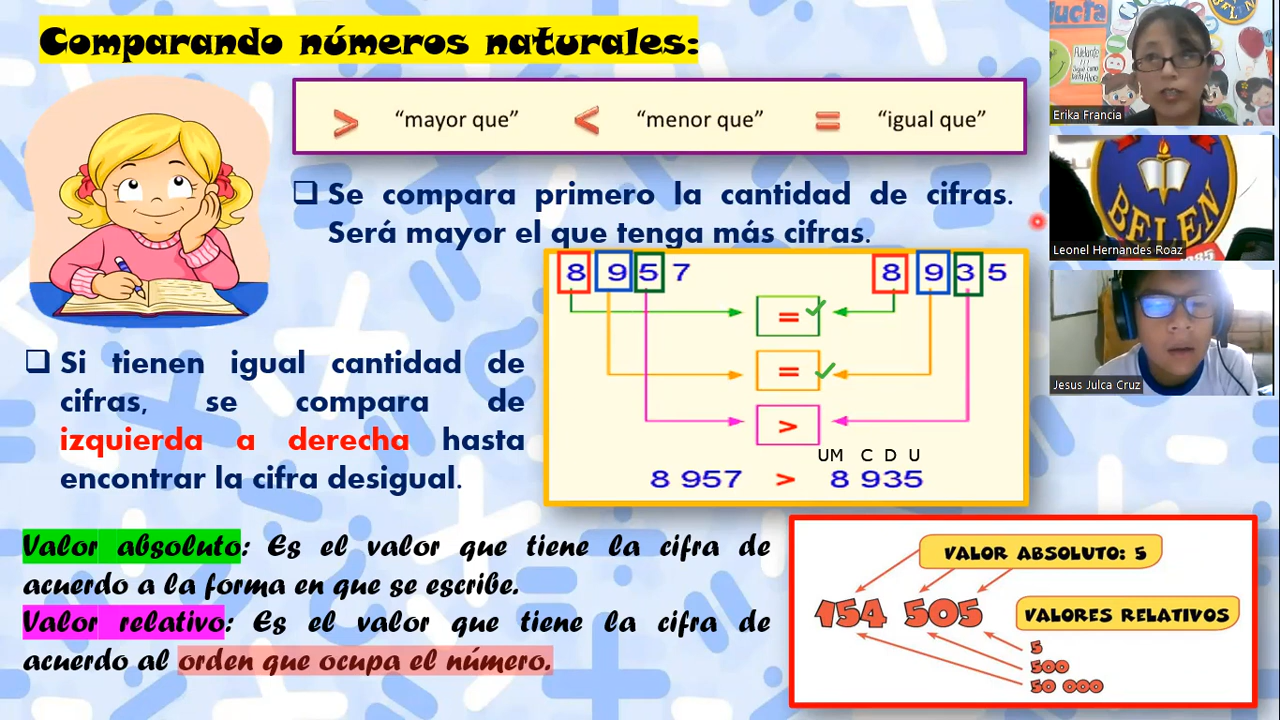 Comparando números naturales:
> “mayor que” < “menor que” = “igual que”
❑ Se compara primero la cantidad de cifras.
Será mayor el que tenga más cifras.
8 9 5 7 8 9 3 5
=
=
>
UM C D U
8 957 > 8 935
❑ Si tienen igual cantidad de
cifras, se compara de
izquierda a derecha hasta
encontrar la cifra desigual.
Valor absoluto: Es el valor que tiene la cifra de
acuerdo a la forma en que se escribe.
Valor relativo: Es el valor que tiene la cifra de
acuerdo al orden que ocupa el número.
VALOR ABSOLUTO: 5
154 505
VALORES RELATIVOS
5
500
50 000
Erika Francia
BELEN
Leonel Hernandes Roaz
Jesus Julca Cruz